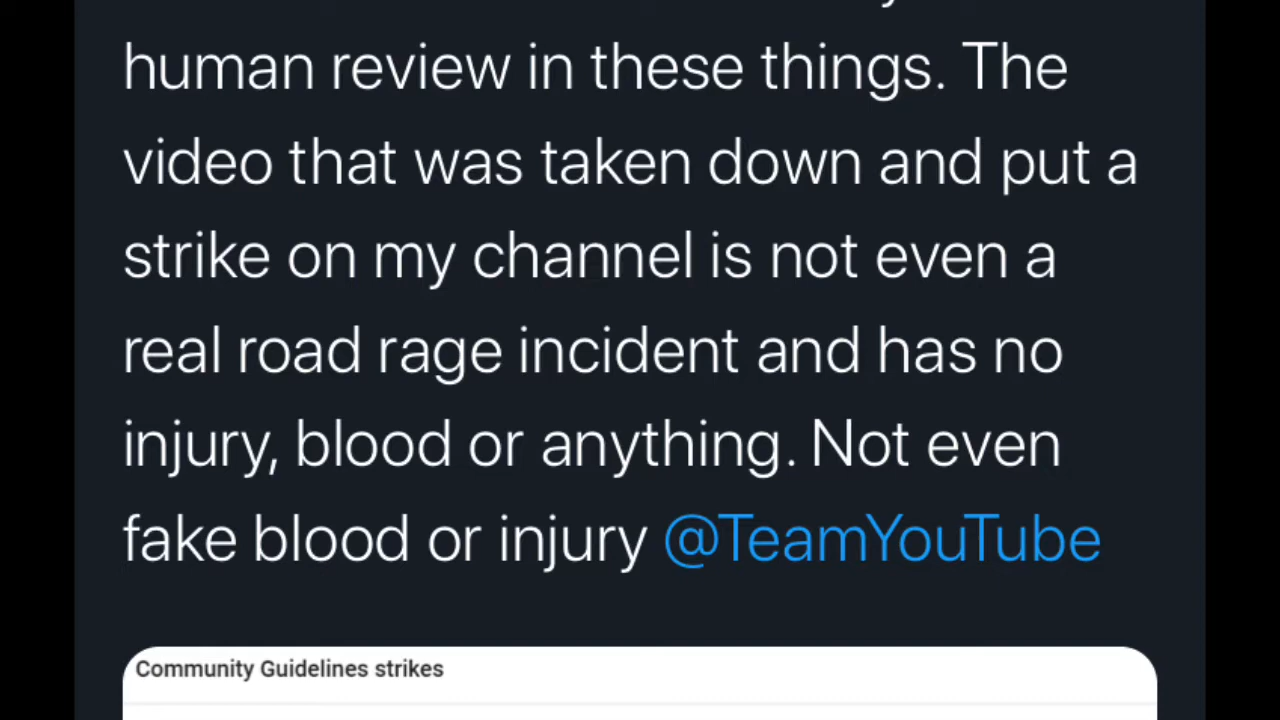 human review in these things. The
video that was taken down and put a
strike on my channel is not even a
real road rage incident and has no
injury, blood or anything. Not even
fake blood or injury @TeamYouTube
Community Guidelines strikes